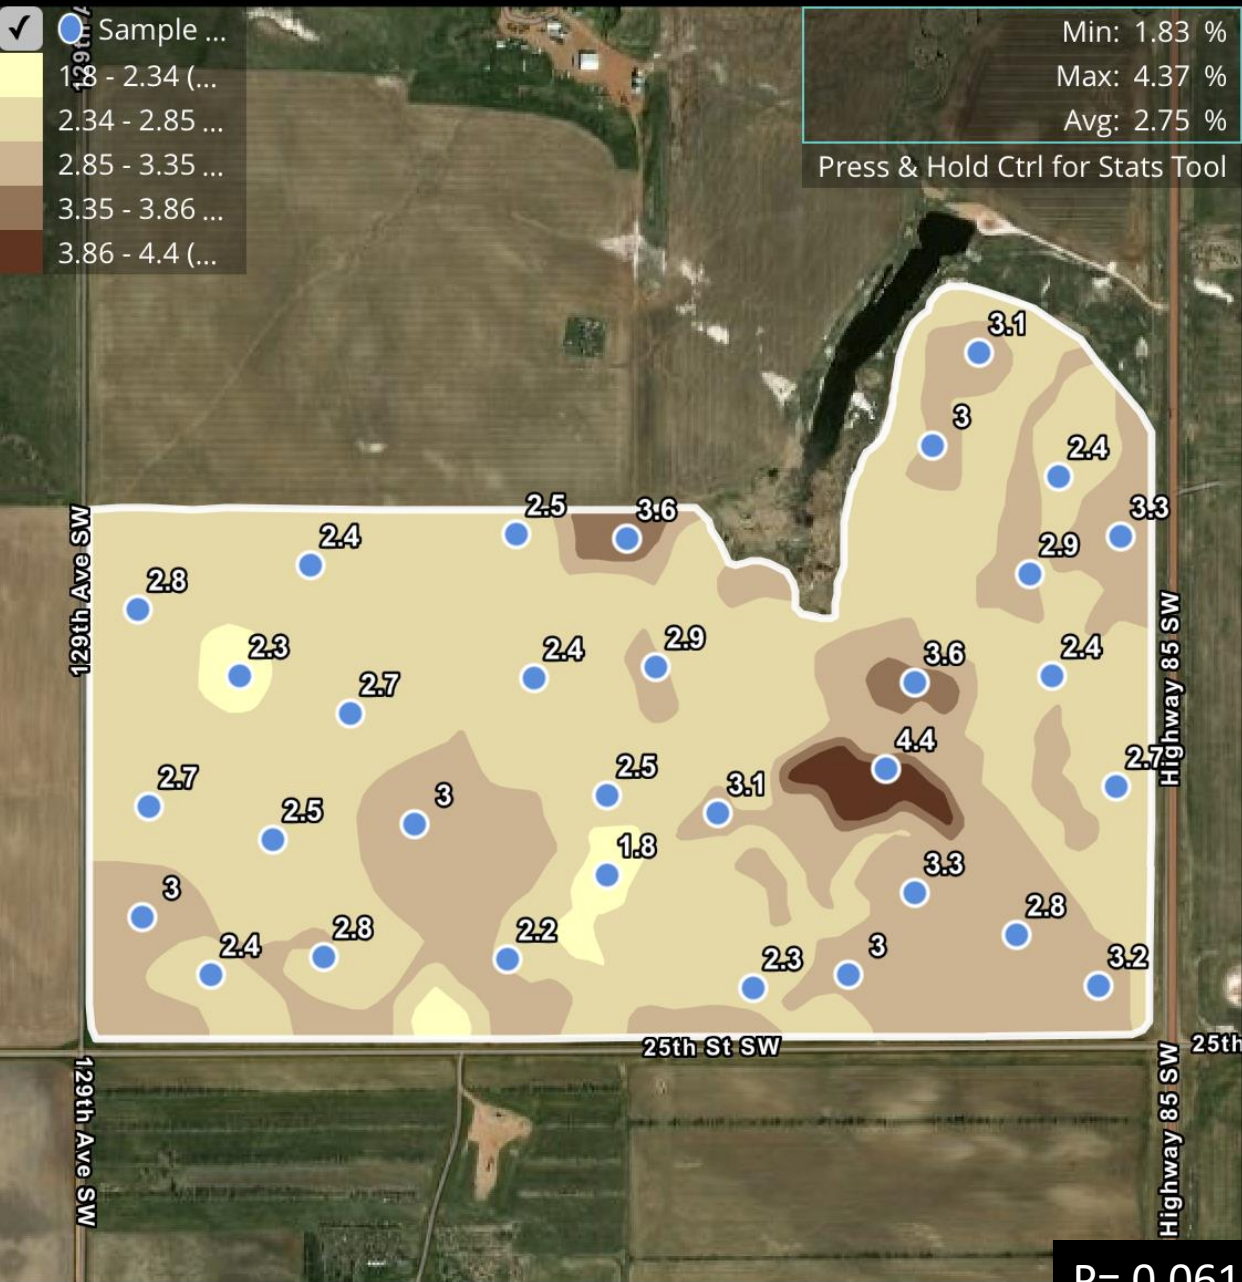 ✓ Sample ...
1.8 - 2.34 (...
2.34 - 2.85 ...
2.85 - 3.35 ...
3.35 - 3.86 ...
3.86 - 4.4 (...
129th A
Min: 1.83 %
Max: 4.37 %
Avg: 2.75 %
Press & Hold Ctrl for Stats Tool
3.1
3
2.4
3.3
2.5
3.6
2.4
2.9
2.8
129th Ave SW
2.3
2.4
2.9
3.6
2.4
2.7
Highway 85 SW
4.4
2.7
2.7
2.5
3
2.5
3.1
1.8
3.3
3
2.8
2.4
2.8
2.2
2.3
3
3.2
25th St SW
25th
129th Ave SW
Highway 85 SW
R= 0.061